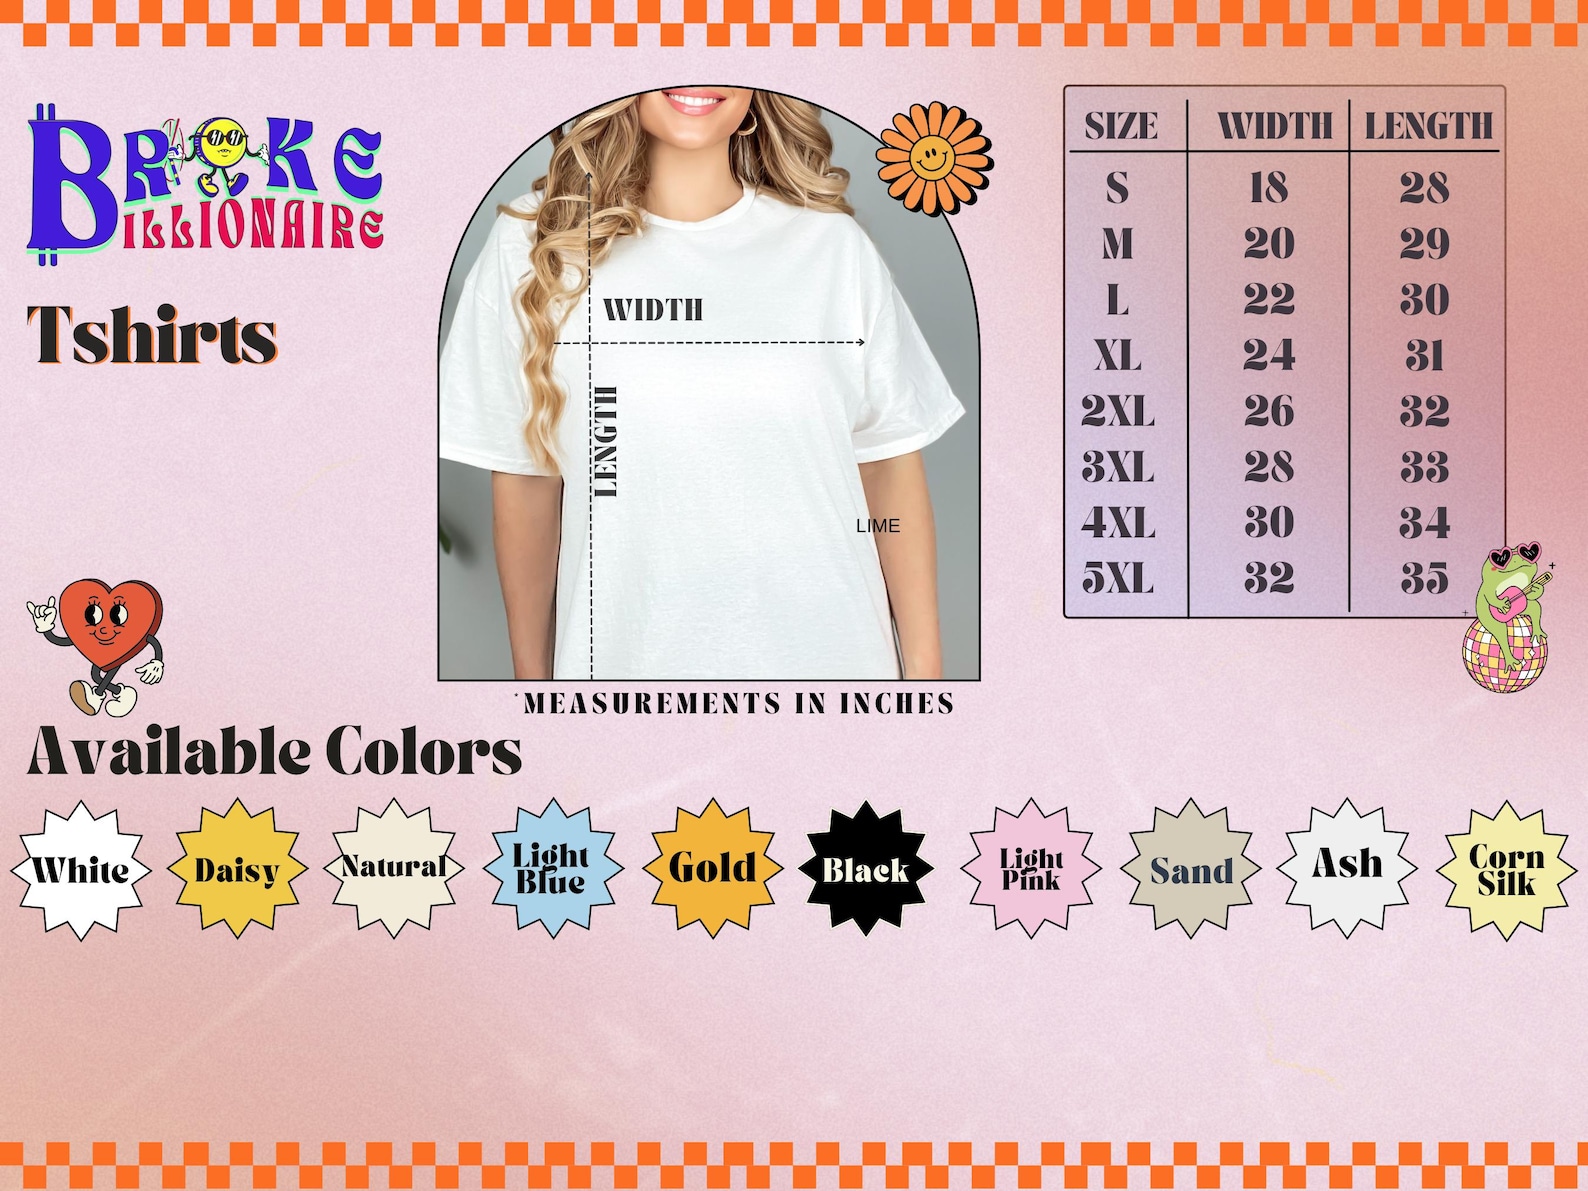 BROKE
BILLIONAIRE
Tshirts
WIDTH
LENGTH
LIME
*MEASUREMENTS IN INCHES
SIZE WIDTH LENGTH
S 18 28
M 20 29
L 22 30
XL 24 31
2XL 26 32
3XL 28 33
4XL 30 34
5XL 32 35
Available Colors
White
Daisy
Natural
Light
Blue
Gold
Black
Light
Pink
Sand
Ash
Corn
Silk